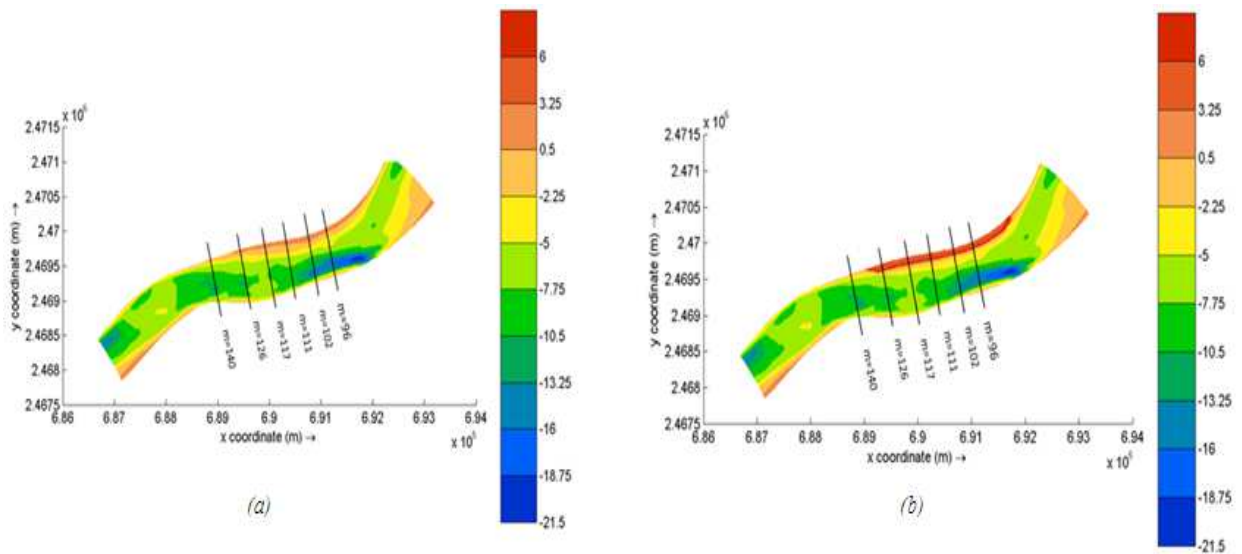 x 10⁶
2.4715
2.471
2.4705
2.47
2.4695
2.469
2.4685
2.468
2.4675
y coordinate (m) →
m=140
m=126
m=117
m=111
m=102
m=96
6.86 6.87 6.88 6.89 6.9 6.91 6.92 6.93 6.94
x coordinate (m) →
x 10⁵
6
3.25
0.5
-2.25
-5
-7.75
-10.5
-13.25
-16
-18.75
-21.5
(a)
x 10⁶
2.4715
2.471
2.4705
2.47
2.4695
2.469
2.4685
2.468
2.4675
y coordinate (m) →
m=140
m=126
m=117
m=111
m=102
m=96
6.86 6.87 6.88 6.89 6.9 6.91 6.92 6.93 6.94
x coordinate (m) →
x 10⁵
6
3.25
0.5
-2.25
-5
-7.75
-10.5
-13.25
-16
-18.75
-21.5
(b)